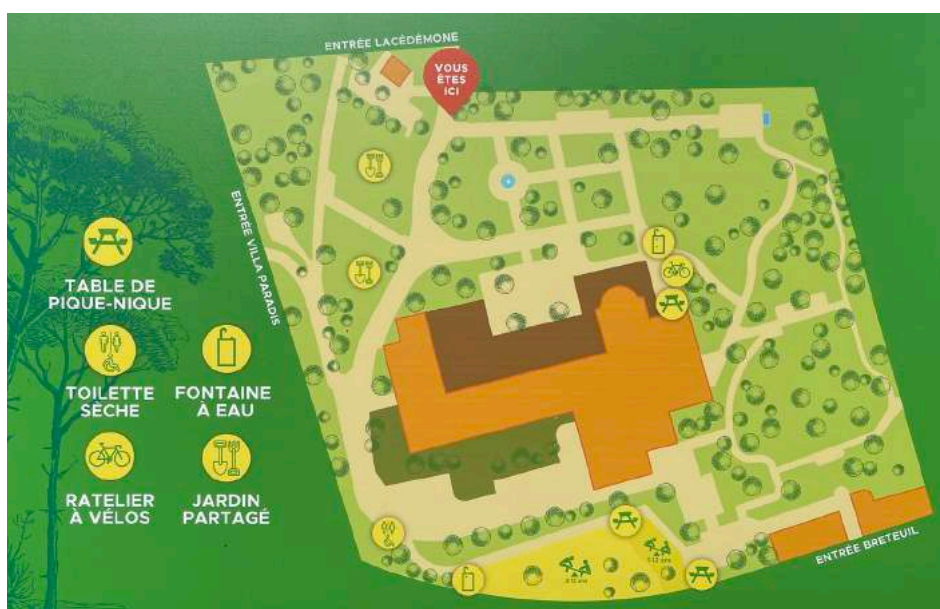 ENTRÉE LACÉDÉMONE
VOUS
ÊTES
ICI
ENTRÉE VILLA PARADIS
TABLE DE
PIQUE-NIQUE
TOILETTE
SÈCHE
FONTAINE
À EAU
RATELIER
À VÉLOS
JARDIN
PARTAGÉ
ENTRÉE BRETEUIL